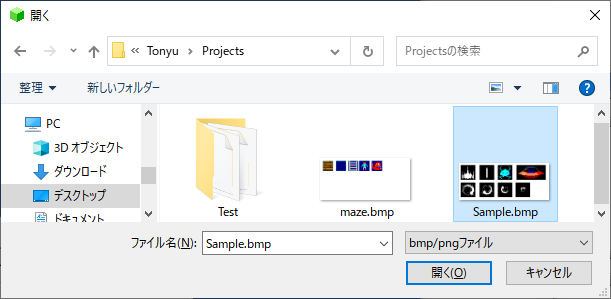 開く
« Tonyu › Projects
Projectsの検索
整理
新しいフォルダー
PC
3D オブジェクト
ダウンロード
デスクトップ
ドキュメント
Test
maze.bmp
Sample.bmp
ファイル名(N):
Sample.bmp
bmp/pngファイル
開く(O)
キャンセル